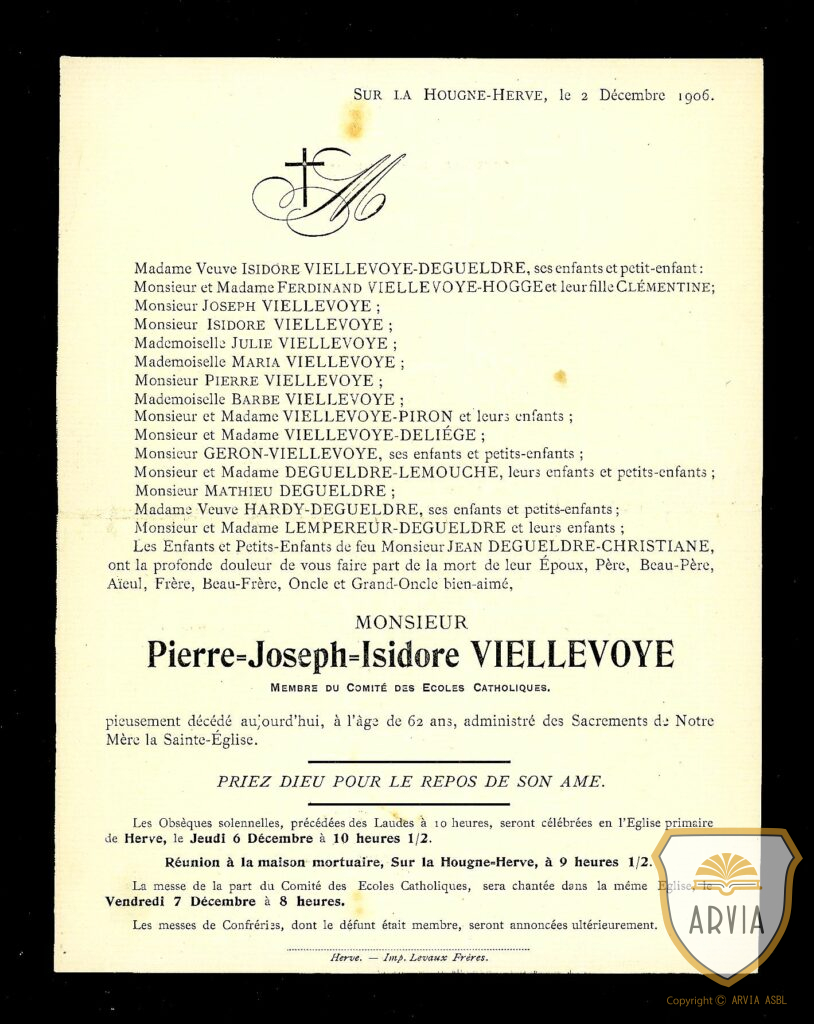 SUR LA HOUGNE-HERVE, le 2 Décembre 1906.
M
Madame Veuve ISIDORE VIELLEVOYE-DEGUELDRE, ses enfants et petit-enfant :
Monsieur et Madame FERDINAND VIELLEVOYE-HOGGE et leur fille CLÉMENTINE;
Monsieur JOSEPH VIELLEVOYE ;
Monsieur ISIDORE VIELLEVOYE ;
Mademoiselle JULIE VIELLEVOYE ;
Mademoiselle MARIA VIELLEVOYE ;
Monsieur PIERRE VIELLEVOYE ;
Mademoiselle BARBE VIELLEVOYE ;
Monsieur et Madame VIELLEVOYE-PIRON et leurs enfants ;
Monsieur et Madame VIELLEVOYE-DELIÉGE ;
Monsieur GERON-VIELLEVOYE, ses enfants et petits-enfants ;
Monsieur et Madame DEGUELDRE-LEMOUCHE, leurs enfants et petits-enfants ;
Monsieur MATHIEU DEGUELDRE ;
Madame Veuve HARDY-DEGUELDRE, ses enfants et petits-enfants ;
Monsieur et Madame LEMPEREUR-DEGUELDRE et leurs enfants ;
Les Enfants et Petits-Enfants de feu Monsieur JEAN DEGUELDRE-CHRISTIANE,
ont la profonde douleur de vous faire part de la mort de leur Époux, Père, Beau-Père,
Aïeul, Frère, Beau-Frère, Oncle et Grand-Oncle bien-aimé,
MONSIEUR
Pierre=Joseph=Isidore VIELLEVOYE
MEMBRE DU COMITÉ DES ECOLES CATHOLIQUES.
pieusement décédé aujourd'hui, à l'âge de 62 ans, administré des Sacrements de Notre
Mère la Sainte-Église.
PRIEZ DIEU POUR LE REPOS DE SON AME.
Les Obsèques solennelles, précédées des Laudes à 10 heures, seront célébrées en l'Eglise primaire
de Herve, le Jeudi 6 Décembre à 10 heures 1/2.
Réunion à la maison mortuaire, Sur la Hougne-Herve, à 9 heures 1/2.
La messe de la part du Comité des Ecoles Catholiques, sera chantée dans la même Eglise, le
Vendredi 7 Décembre à 8 heures.
Les messes de Confréries, dont le défunt était membre, seront annoncées ultérieurement.
Herve. — Imp. Levaux Frères.
ARVIA
Copyright © ARVIA ASBL